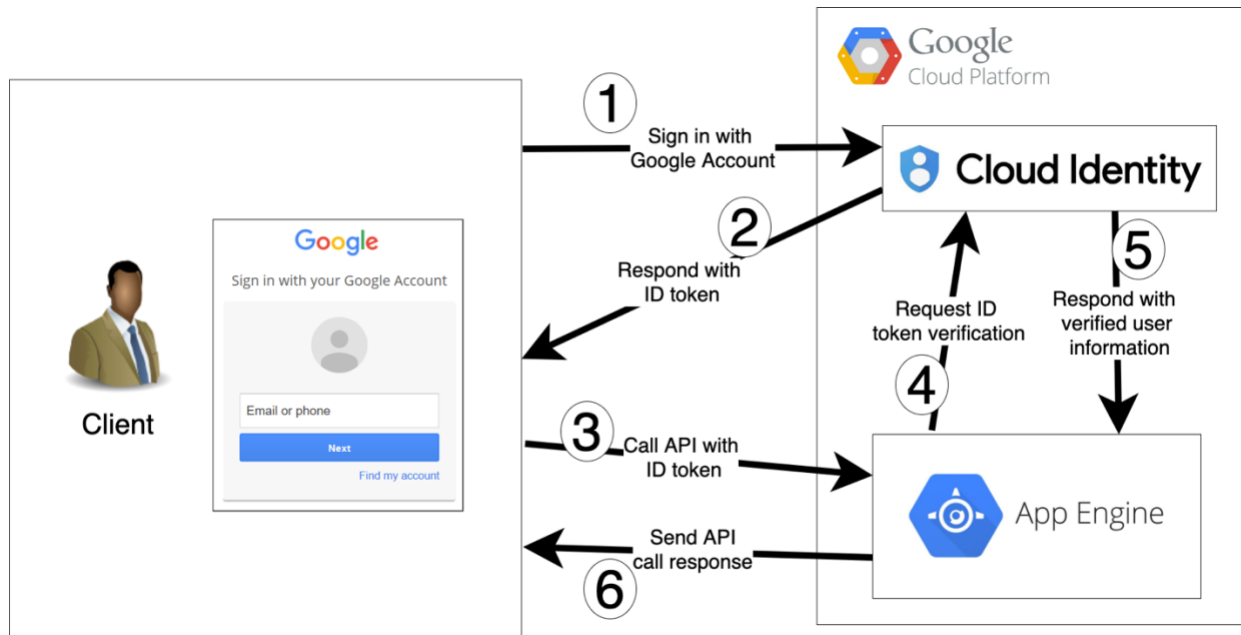 Google
Cloud Platform
1
Sign in with
Google Account
Cloud Identity
2
Respond with
ID token
Google
Sign in with your Google Account
Email or phone
Next
Find my account
Client
3
Call API with
ID token
4
Request ID
token verification
5
Respond with
verified user
information
App Engine
Send API
call response
6